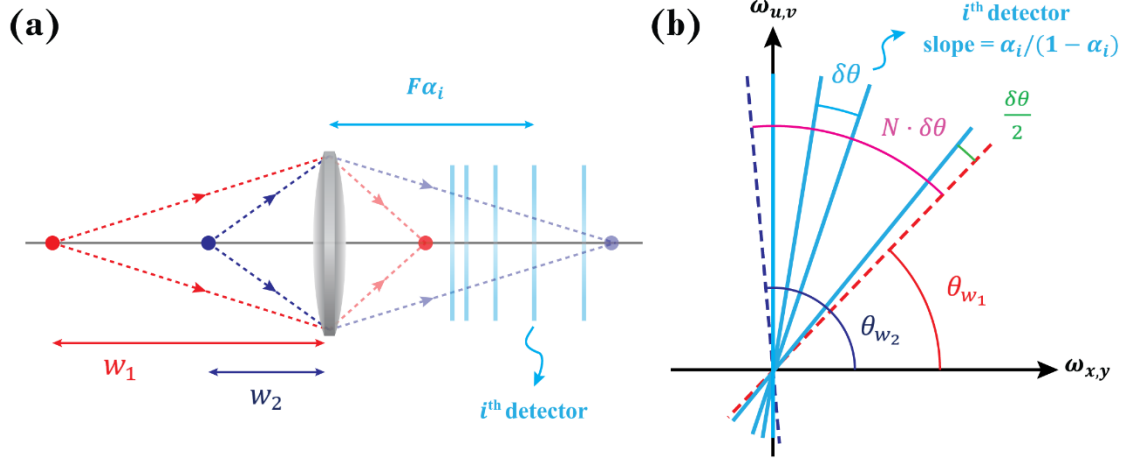 (a)
Fα_i
w_1
w_2
i^th detector
(b)
ω_{u,v}
i^th detector
slope = α_i/(1 − α_i)
δθ
N · δθ
δθ/2
θ_{w_1}
θ_{w_2}
ω_{x,y}